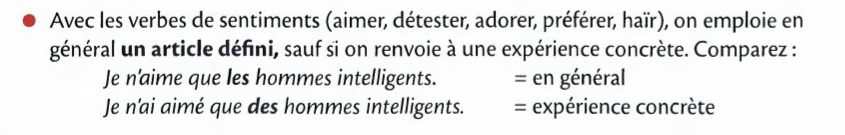 ● Avec les verbes de sentiments (aimer, détester, adorer, préférer, haïr), on emploie en
général un article défini, sauf si on renvoie à une expérience concrète. Comparez :
Je n'aime que les hommes intelligents. = en général
Je n'ai aimé que des hommes intelligents. = expérience concrète